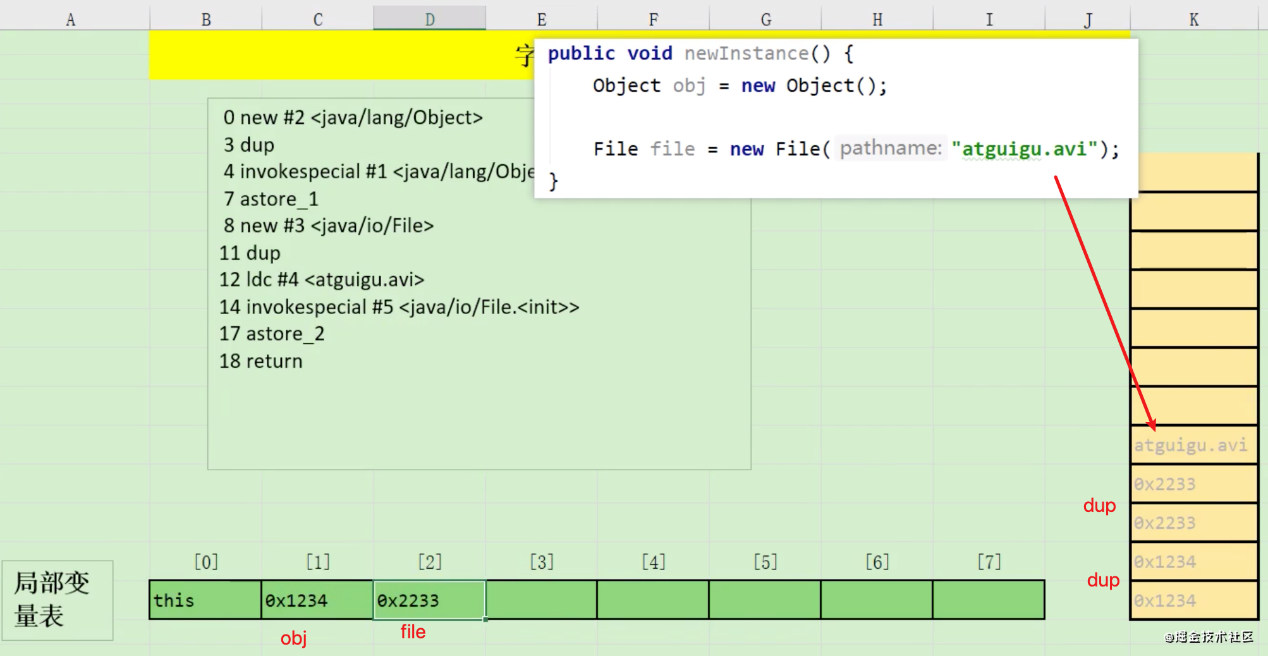 A B C D E F G H I J K
字
public void newInstance() {
Object obj = new Object();
File file = new File( pathname: "atguigu.avi");
}
0 new #2 <java/lang/Object>
3 dup
4 invokespecial #1 <java/lang/Obje
7 astore_1
8 new #3 <java/io/File>
11 dup
12 ldc #4 <atguigu.avi>
14 invokespecial #5 <java/io/File.<init>>
17 astore_2
18 return
atguigu.avi
0x2233
dup
0x2233
0x1234
dup
0x1234
[0] [1] [2] [3] [4] [5] [6] [7]
局部变
量表
this 0x1234 0x2233
obj file
@掘金技术社区